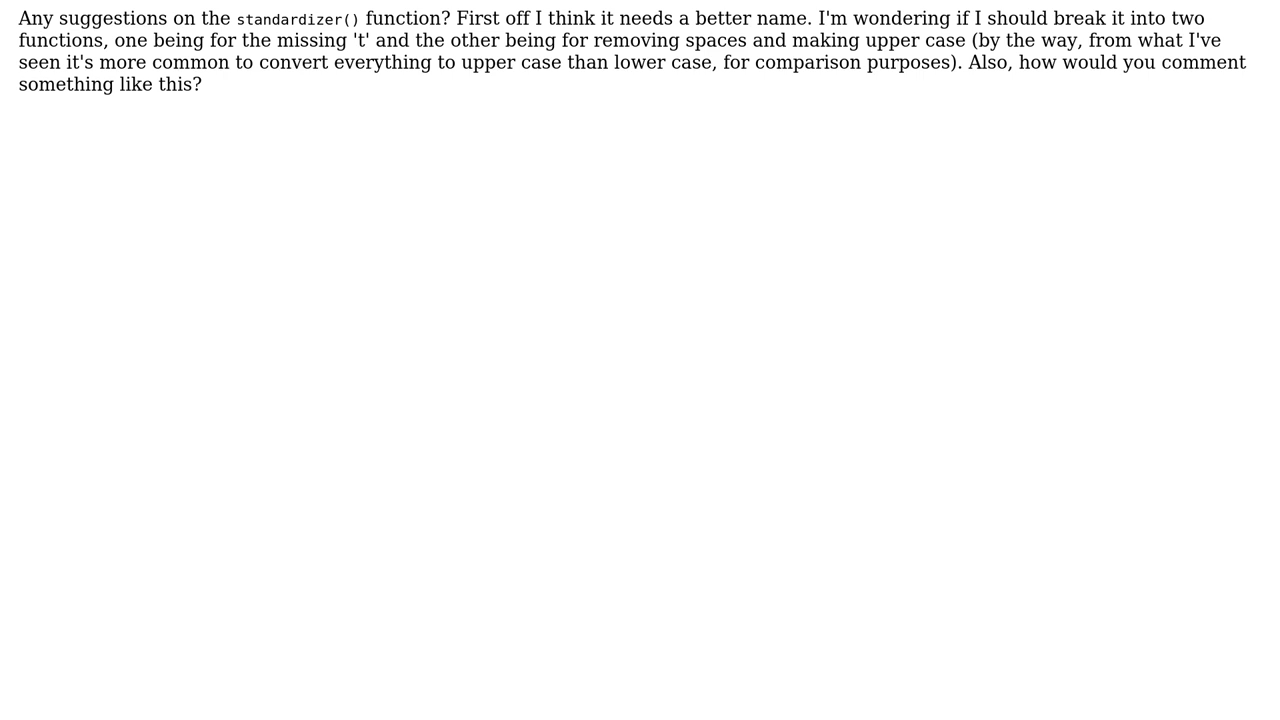 Any suggestions on the standardizer() function? First off I think it needs a better name. I'm wondering if I should break it into two
functions, one being for the missing 't' and the other being for removing spaces and making upper case (by the way, from what I've
seen it's more common to convert everything to upper case than lower case, for comparison purposes). Also, how would you comment
something like this?